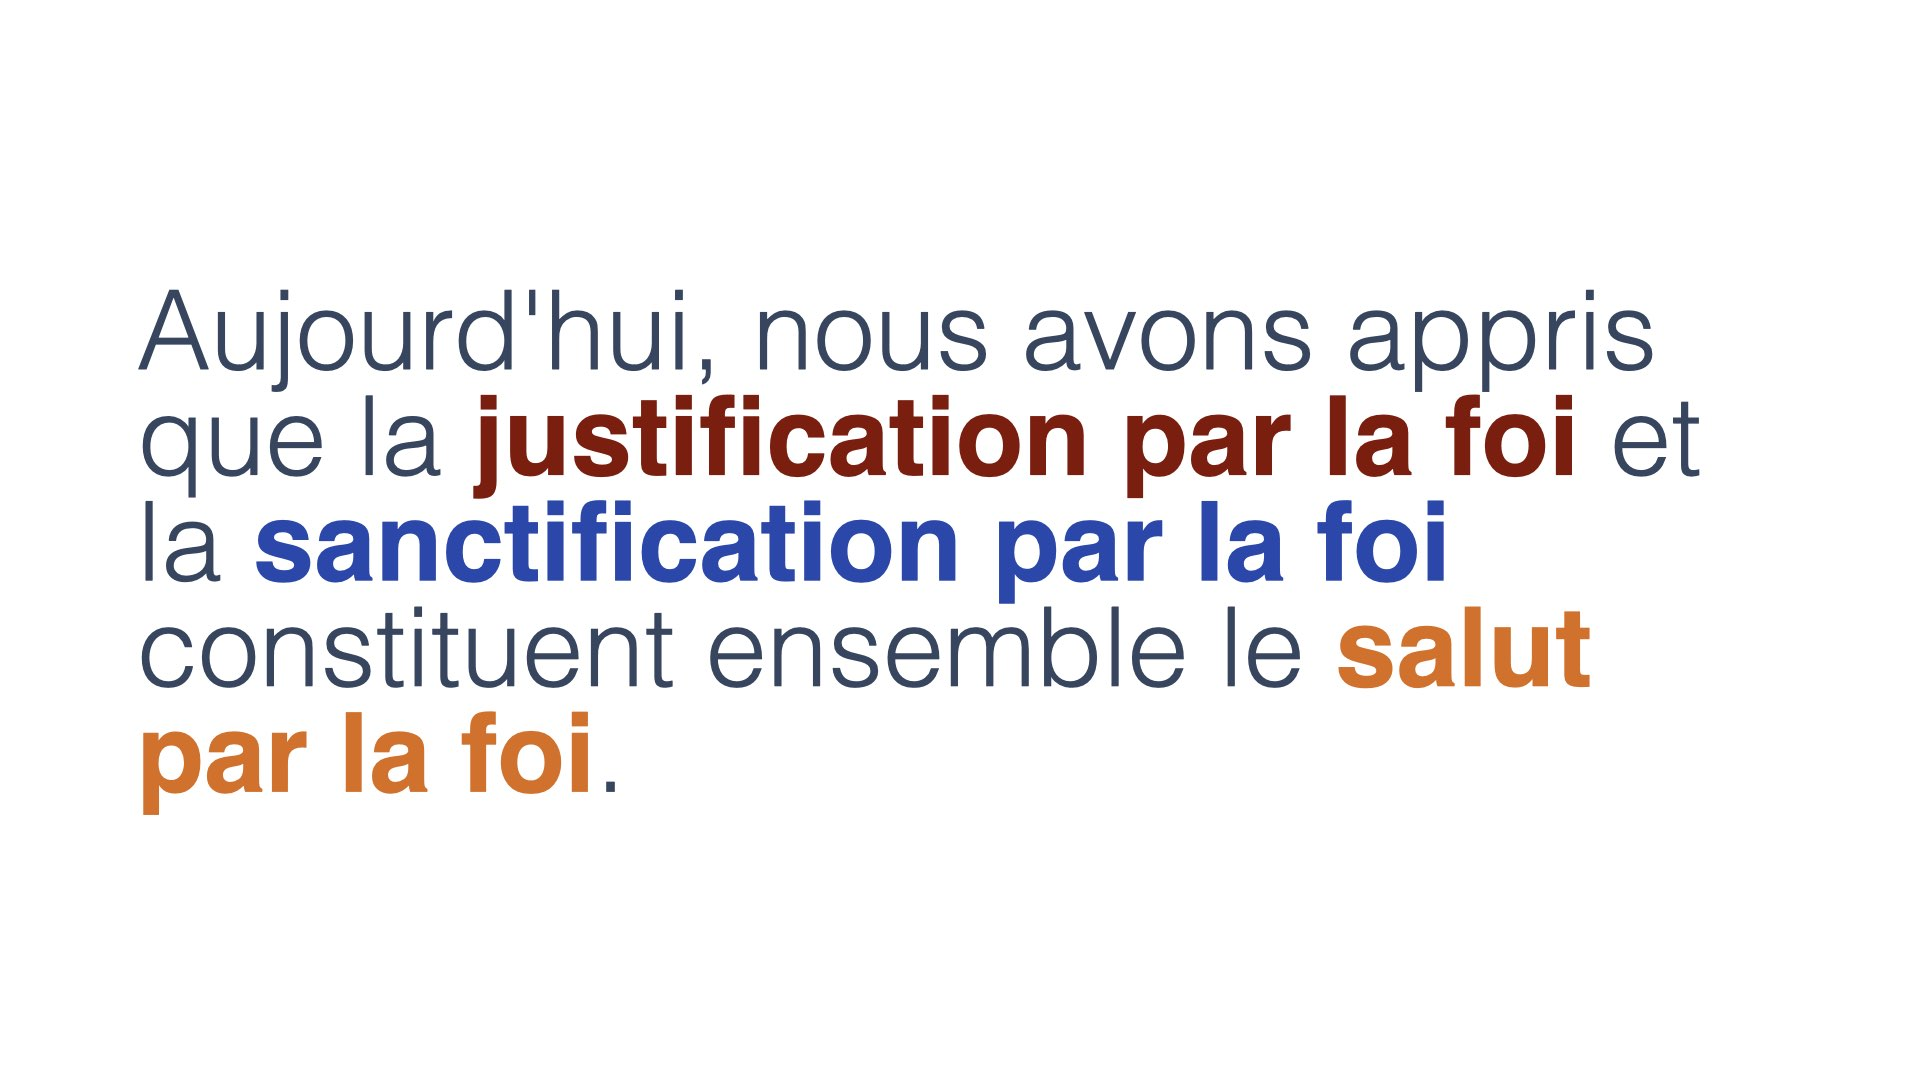 Aujourd'hui, nous avons appris
que la justification par la foi et
la sanctification par la foi
constituent ensemble le salut
par la foi.